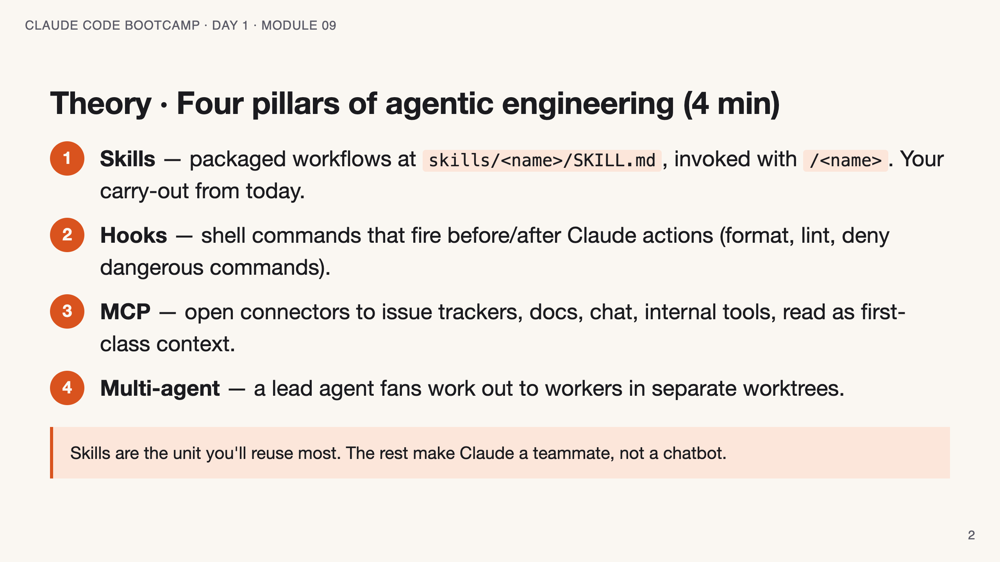 CLAUDE CODE BOOTCAMP · DAY 1 · MODULE 09
Theory · Four pillars of agentic engineering (4 min)
1 Skills — packaged workflows at skills/<name>/SKILL.md, invoked with /<name>. Your
carry-out from today.
2 Hooks — shell commands that fire before/after Claude actions (format, lint, deny
dangerous commands).
3 MCP — open connectors to issue trackers, docs, chat, internal tools, read as first-
class context.
4 Multi-agent — a lead agent fans work out to workers in separate worktrees.
Skills are the unit you'll reuse most. The rest make Claude a teammate, not a chatbot.
2